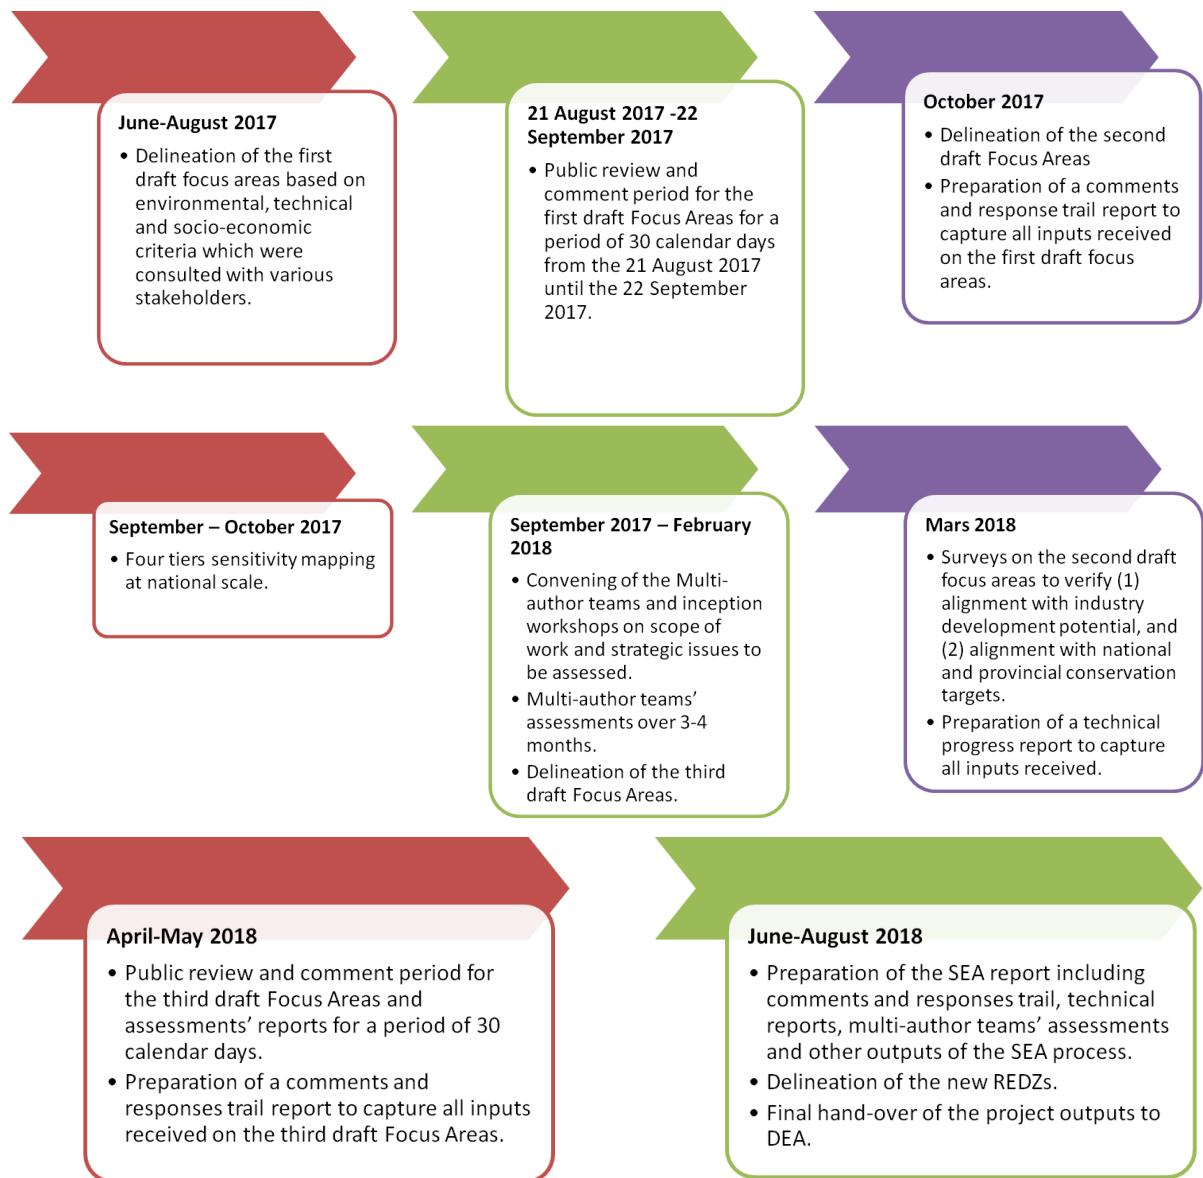 June-August 2017
• Delineation of the first
draft focus areas based on
environmental, technical
and socio-economic
criteria which were
consulted with various
stakeholders.
21 August 2017 -22
September 2017
• Public review and
comment period for the
first draft Focus Areas for a
period of 30 calendar days
from the 21 August 2017
until the 22 September
2017.
October 2017
• Delineation of the second
draft Focus Areas
• Preparation of a comments
and response trail report to
capture all inputs received
on the first draft focus
areas.
September – October 2017
• Four tiers sensitivity mapping
at national scale.
September 2017 – February
2018
• Convening of the Multi-
author teams and inception
workshops on scope of
work and strategic issues to
be assessed.
• Multi-author teams’
assessments over 3-4
months.
• Delineation of the third
draft Focus Areas.
Mars 2018
• Surveys on the second draft
focus areas to verify (1)
alignment with industry
development potential, and
(2) alignment with national
and provincial conservation
targets.
• Preparation of a technical
progress report to capture
all inputs received.
April-May 2018
• Public review and comment period for
the third draft Focus Areas and
assessments’ reports for a period of 30
calendar days.
• Preparation of a comments and
responses trail report to capture all inputs
received on the third draft Focus Areas.
June-August 2018
• Preparation of the SEA report including
comments and responses trail, technical
reports, multi-author teams’ assessments
and other outputs of the SEA process.
• Delineation of the new REDZs.
• Final hand-over of the project outputs to
DEA.